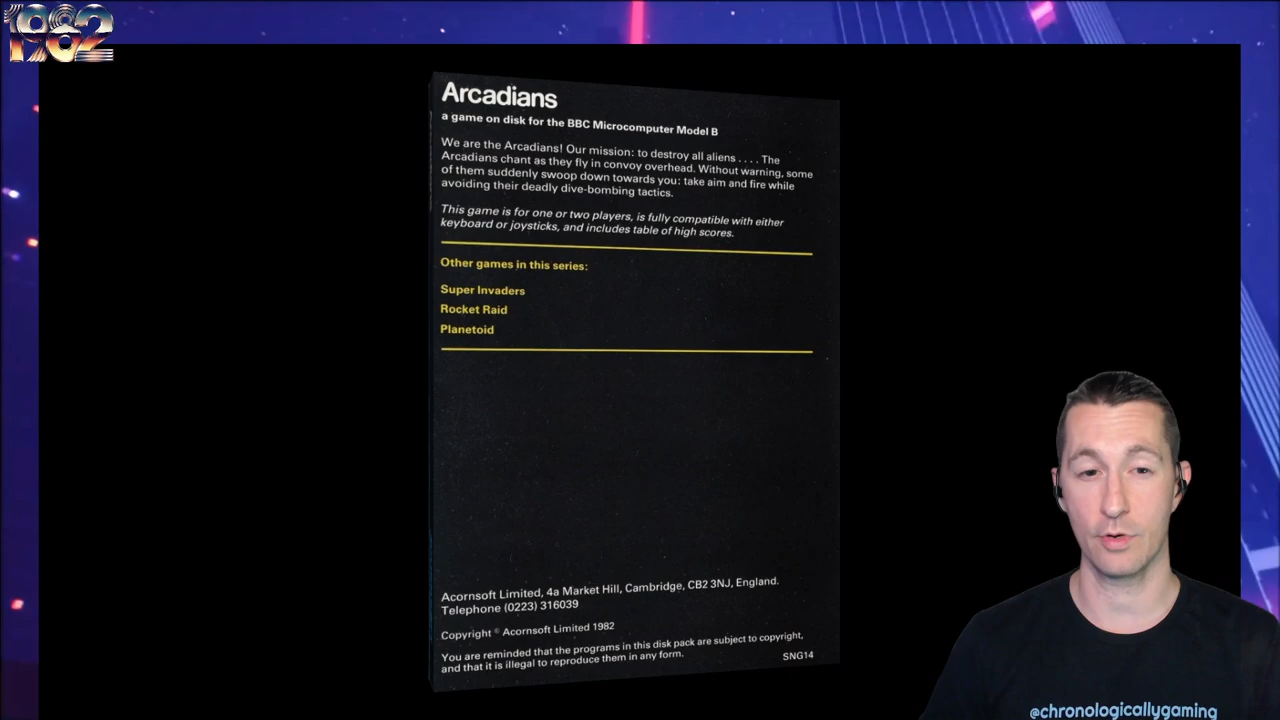 1982
Arcadians
a game on disk for the BBC Microcomputer Model B
We are the Arcadians! Our mission: to destroy all aliens . . . . The
Arcadians chant as they fly in convoy overhead. Without warning, some
of them suddenly swoop down towards you: take aim and fire while
avoiding their deadly dive-bombing tactics.
This game is for one or two players, is fully compatible with either
keyboard or joysticks, and includes table of high scores.
Other games in this series:
Super Invaders
Rocket Raid
Planetoid
Acornsoft Limited, 4a Market Hill, Cambridge, CB2 3NJ, England.
Telephone (0223) 316039
Copyright © Acornsoft Limited 1982
You are reminded that the programs in this disk pack are subject to copyright,
and that it is illegal to reproduce them in any form.
SNG14
@chronologicallygaming